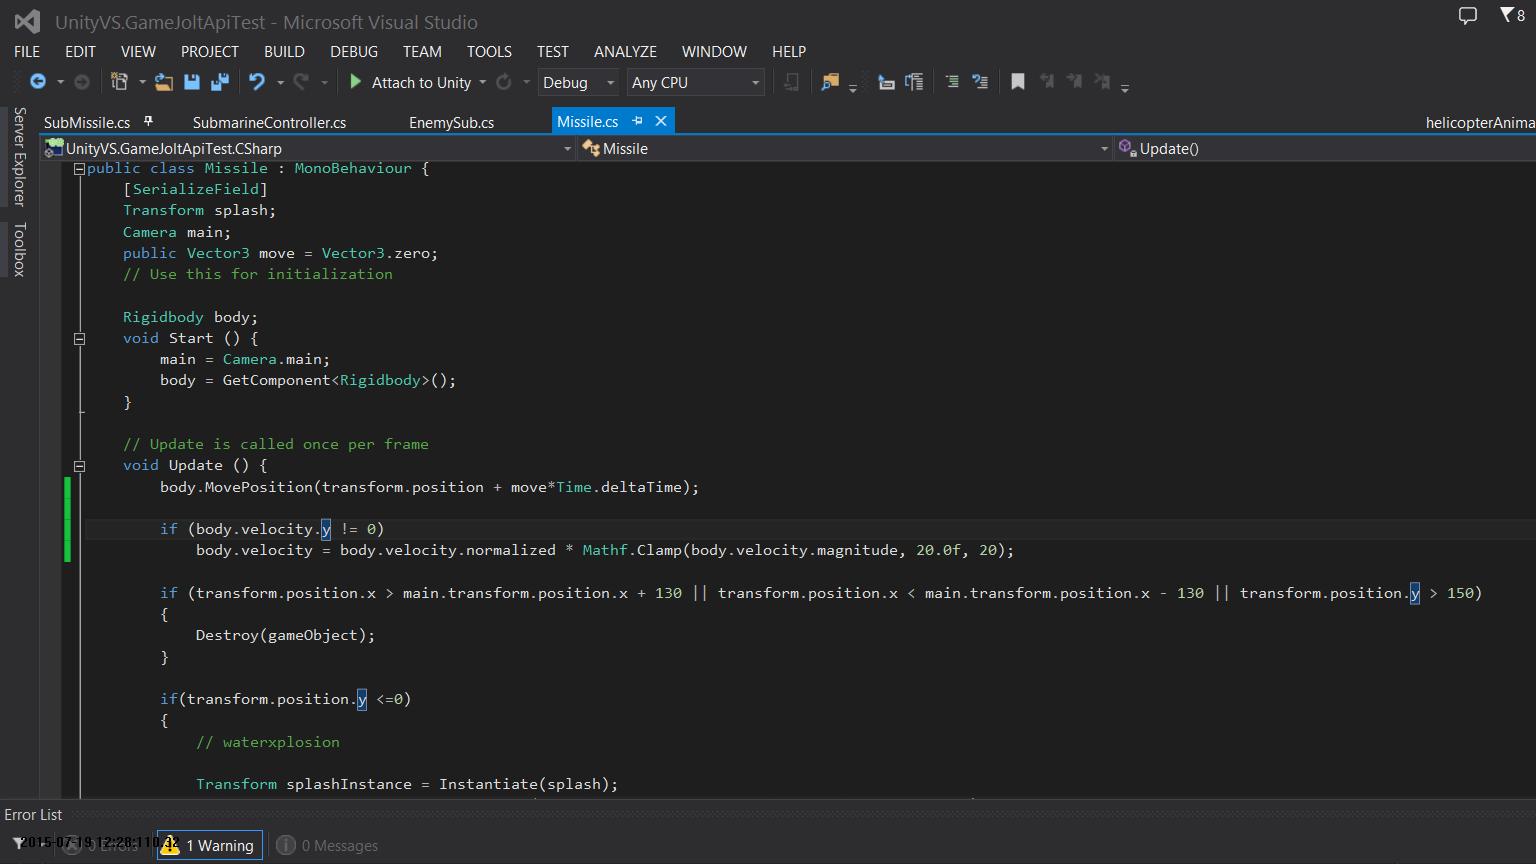 UnityVS.GameJoltApiTest - Microsoft Visual Studio
8
FILE EDIT VIEW PROJECT BUILD DEBUG TEAM TOOLS TEST ANALYZE WINDOW HELP
Attach to Unity Debug Any CPU
Server Explorer
Toolbox
SubMissile.cs SubmarineController.cs EnemySub.cs Missile.cs helicopterAnima
UnityVS.GameJoltApiTest.CSharp Missile Update()
public class Missile : MonoBehaviour {
[SerializeField]
Transform splash;
Camera main;
public Vector3 move = Vector3.zero;
// Use this for initialization
Rigidbody body;
void Start () {
main = Camera.main;
body = GetComponent<Rigidbody>();
}
// Update is called once per frame
void Update () {
body.MovePosition(transform.position + move*Time.deltaTime);
if (body.velocity.y != 0)
body.velocity = body.velocity.normalized * Mathf.Clamp(body.velocity.magnitude, 20.0f, 20);
if (transform.position.x > main.transform.position.x + 130 || transform.position.x < main.transform.position.x - 130 || transform.position.y > 150)
{
Destroy(gameObject);
}
if(transform.position.y <=0)
{
// waterxplosion
Transform splashInstance = Instantiate(splash);
Error List
0 Errors 1 Warning 0 Messages